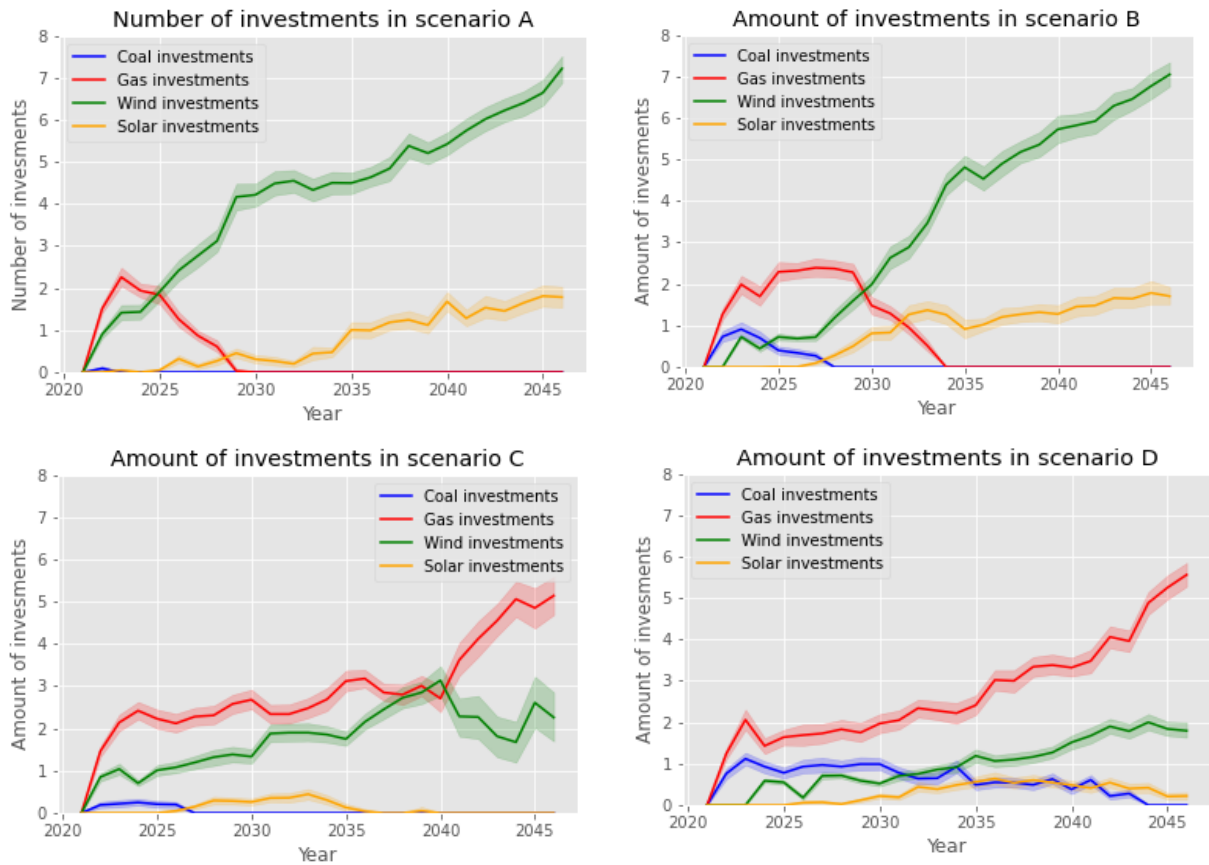 Number of investments in scenario A
8
7
6
5
4
3
2
1
0
Number of invesments
Coal investments
Gas investments
Wind investments
Solar investments
2020
2025
2030
2035
2040
2045
Year
Amount of investments in scenario B
8
7
6
5
4
3
2
1
0
Amount of invesments
Coal investments
Gas investments
Wind investments
Solar investments
2020
2025
2030
2035
2040
2045
Year
Amount of investments in scenario C
8
7
6
5
4
3
2
1
0
Amount of invesments
Coal investments
Gas investments
Wind investments
Solar investments
2020
2025
2030
2035
2040
2045
Year
Amount of investments in scenario D
8
7
6
5
4
3
2
1
0
Amount of invesments
Coal investments
Gas investments
Wind investments
Solar investments
2020
2025
2030
2035
2040
2045
Year